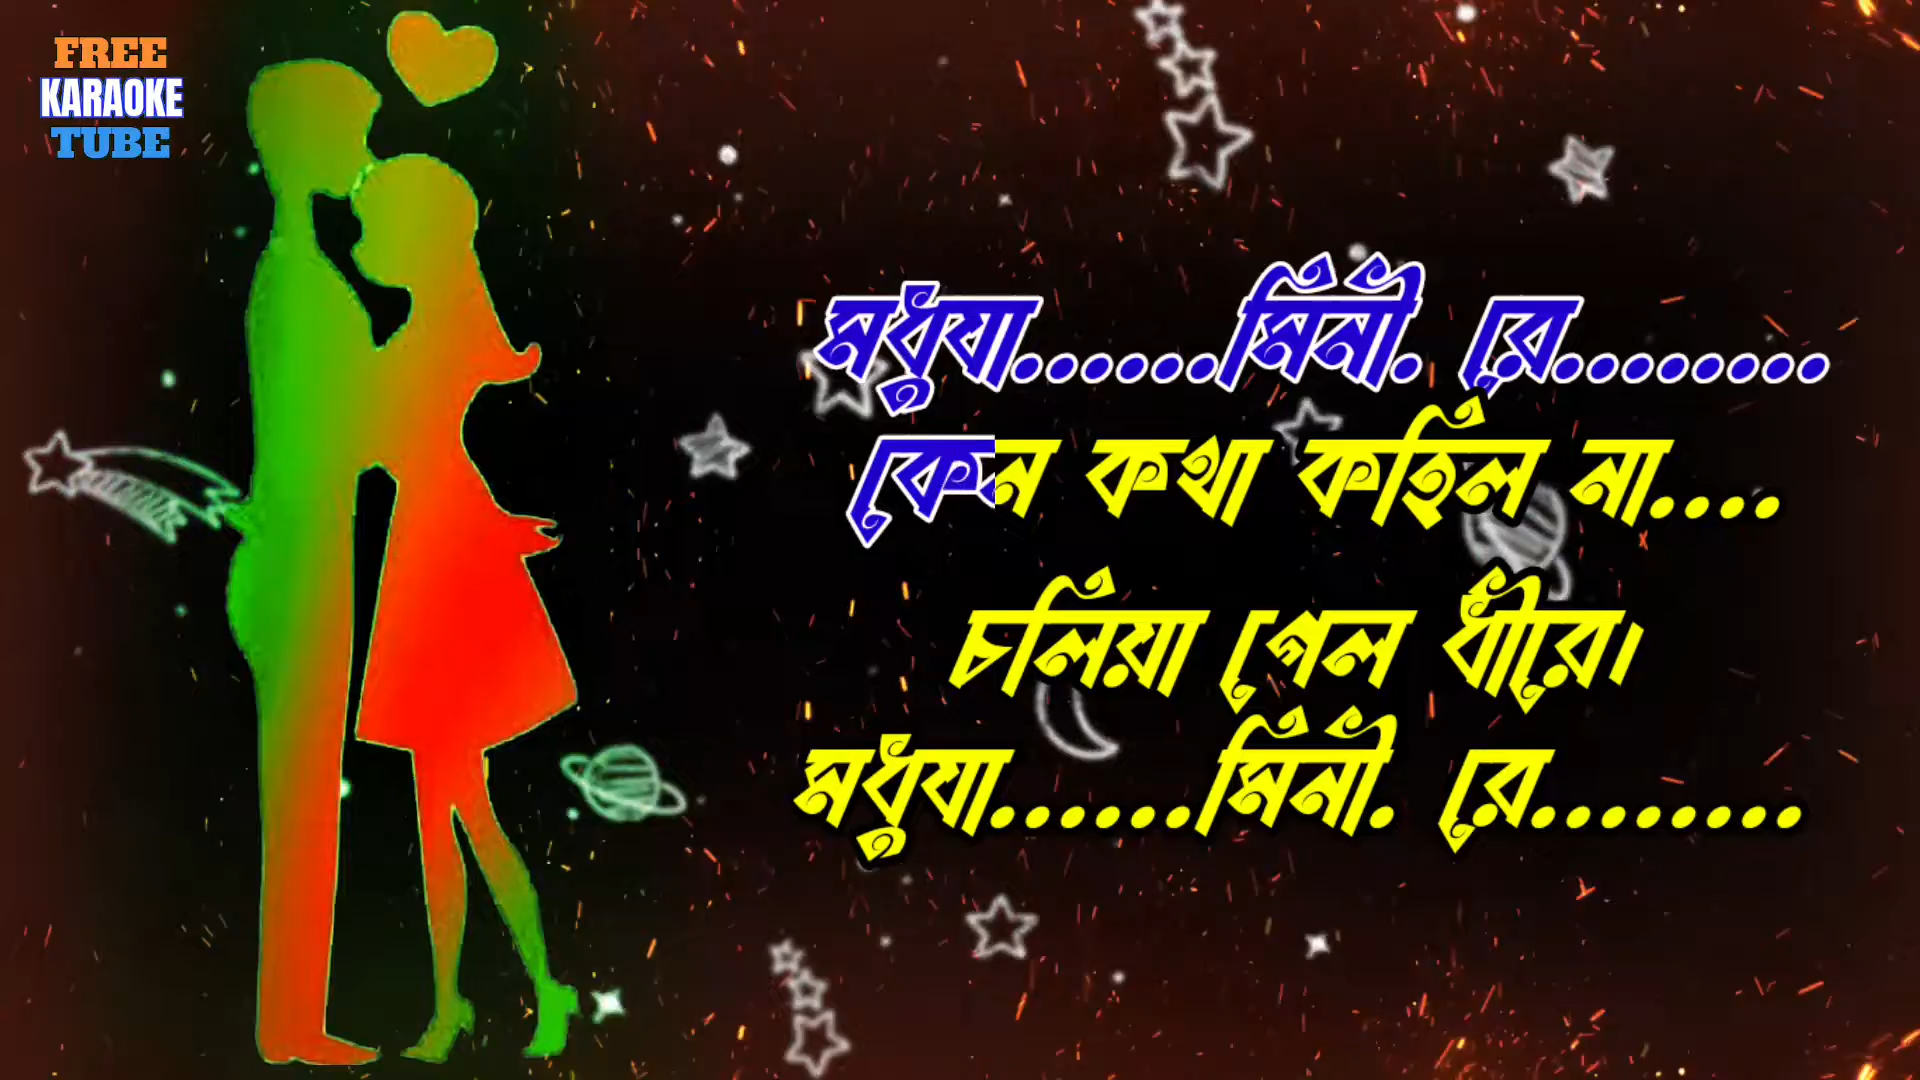 FREE
KARAOKE
TUBE
মধুযা......মিনী. রে........
কেন কথা কহিল না....
চলিয়া গেল ধীরে।
মধুযা......মিনী. রে........